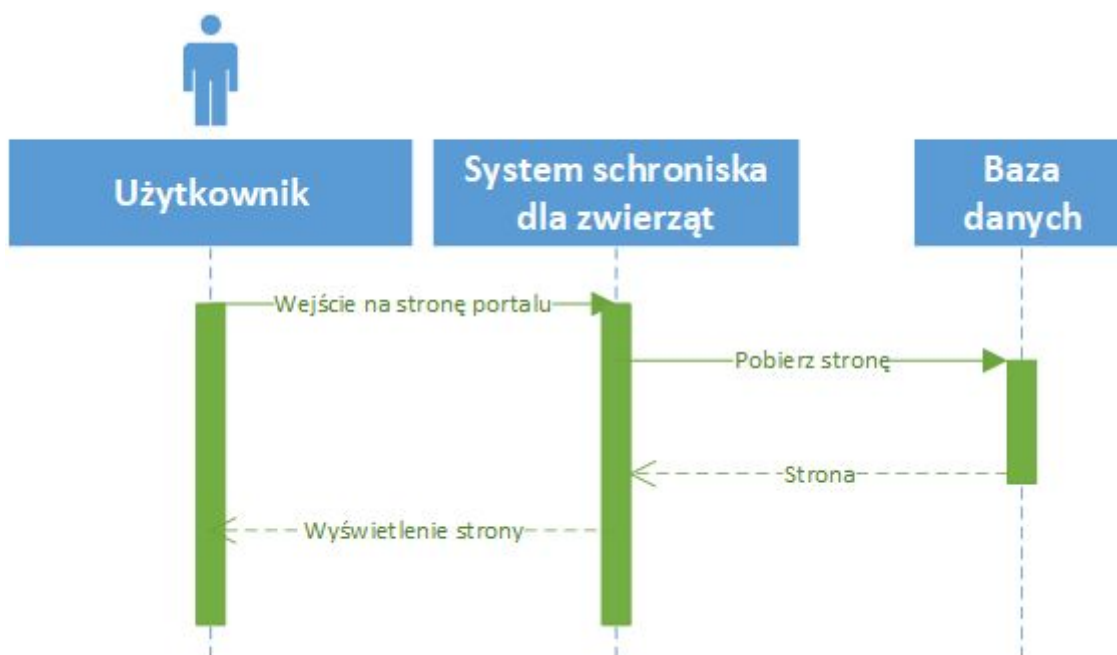 Użytkownik
System schroniska
dla zwierząt
Baza
danych
Wejście na stronę portalu
Pobierz stronę
Strona
Wyświetlenie strony